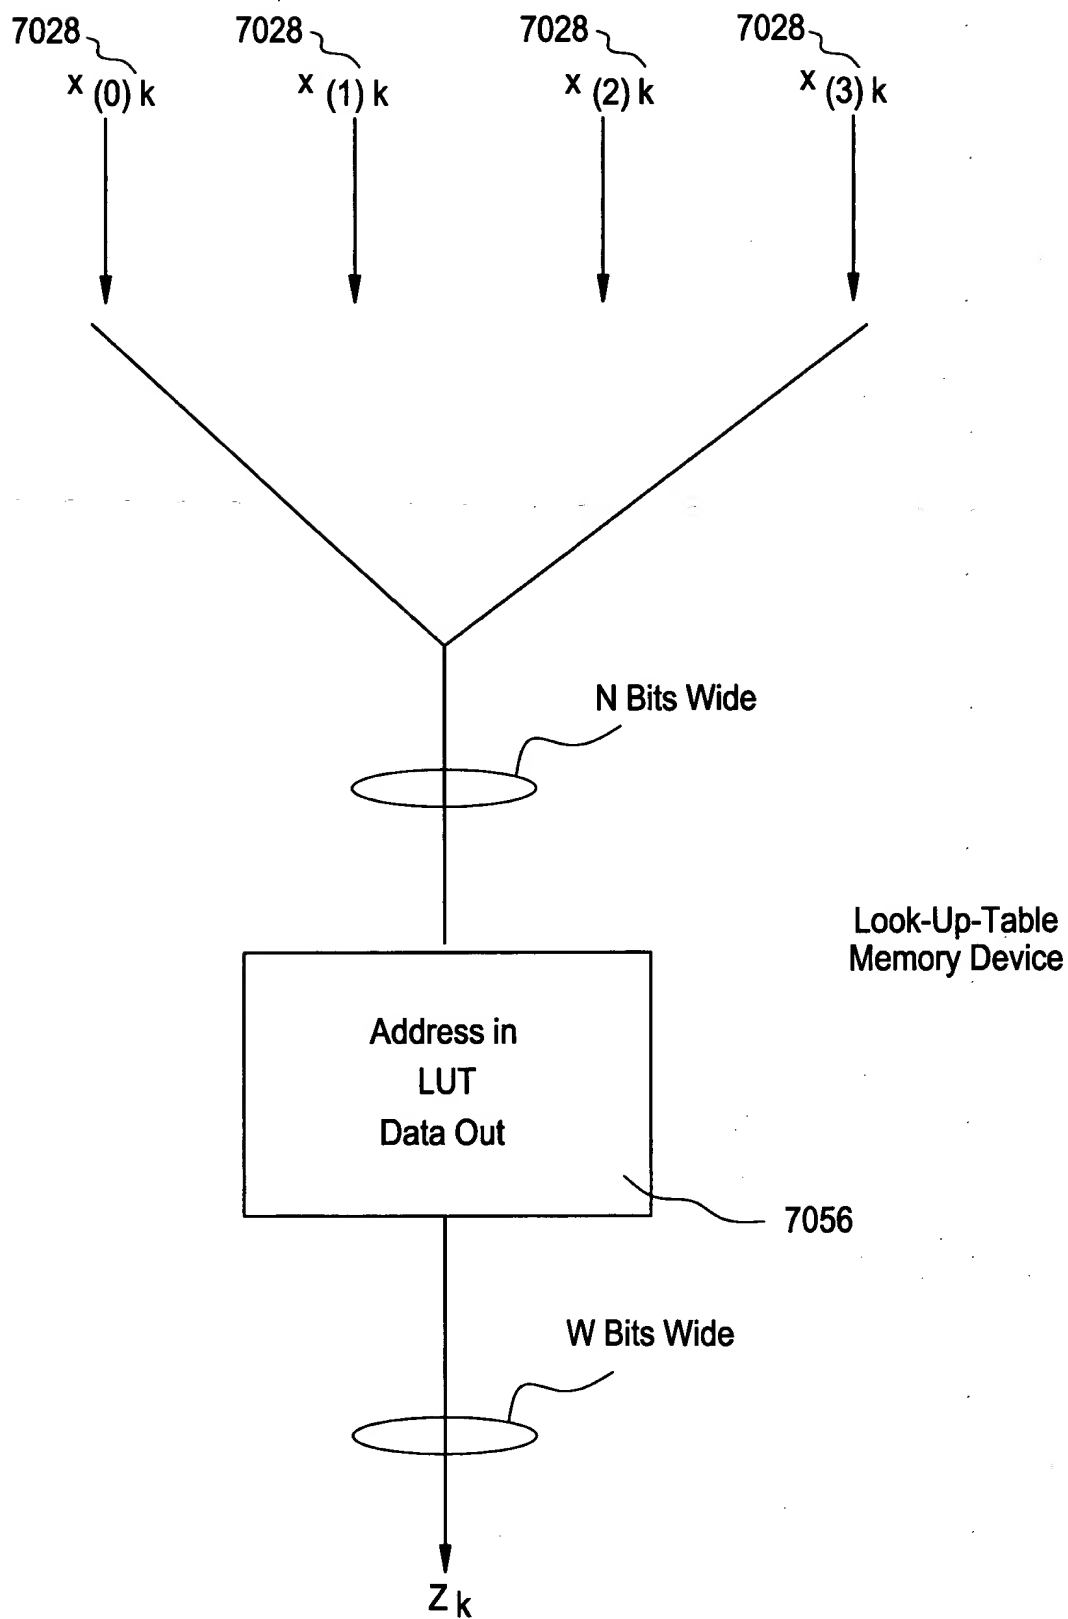 7028 7028 7028 7028
x (0) k x (1) k x (2) k x (3) k
N Bits Wide
Look-Up-Table
Memory Device
Address in
LUT
Data Out
7056
W Bits Wide
Z k